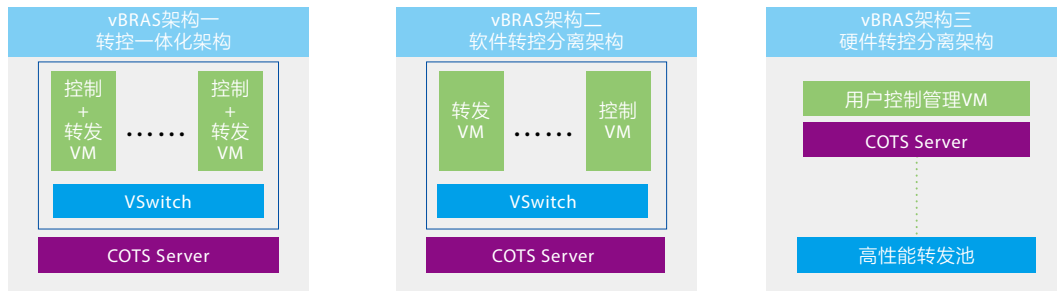 vBRAS架构一
转控一体化架构
控制
+
转发
VM
……
控制
+
转发
VM
VSwitch
COTS Server
vBRAS架构二
软件转控分离架构
转发
VM
……
控制
VM
VSwitch
COTS Server
vBRAS架构三
硬件转控分离架构
用户控制管理VM
COTS Server
高性能转发池